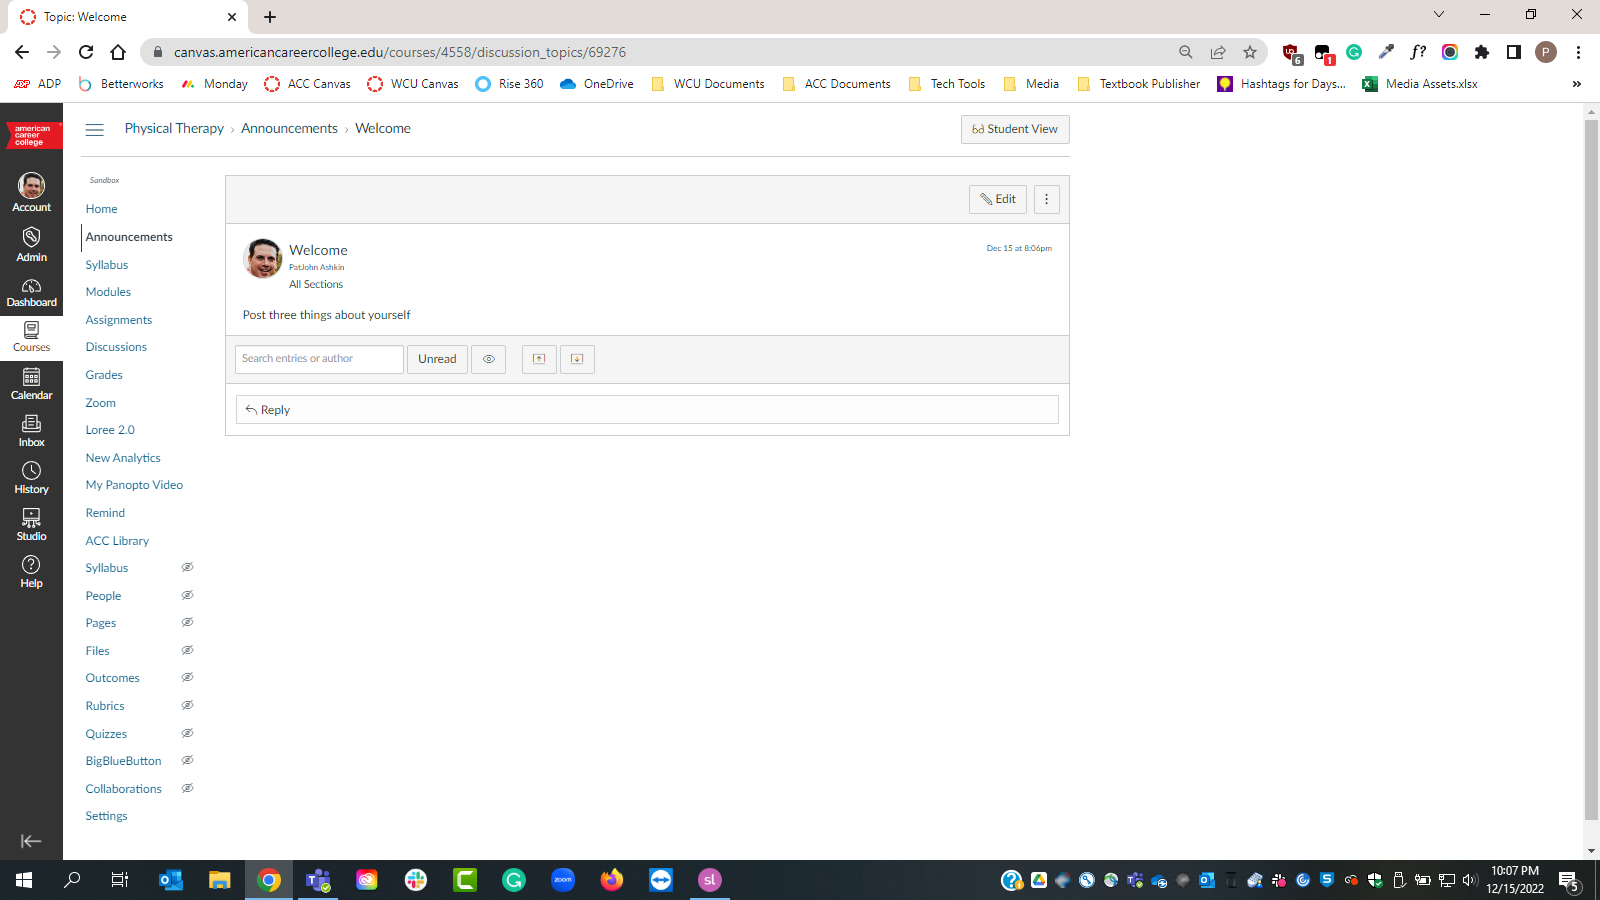 Topic: Welcome
canvas.americancareercollege.edu/courses/4558/discussion_topics/69276
6
1
f?
P
ADP
Betterworks
Monday
ACC Canvas
WCU Canvas
Rise 360
OneDrive
WCU Documents
ACC Documents
Tech Tools
Media
Textbook Publisher
Hashtags for Days...
Media Assets.xlsx
»
american
career
college
Account
Admin
Dashboard
Courses
Calendar
Inbox
History
Studio
Help
Physical Therapy › Announcements › Welcome
Student View
Sandbox
Home
Announcements
Syllabus
Modules
Assignments
Discussions
Grades
Zoom
Loree 2.0
New Analytics
My Panopto Video
Remind
ACC Library
Syllabus
People
Pages
Files
Outcomes
Rubrics
Quizzes
BigBlueButton
Collaborations
Settings
Edit
Welcome
Dec 15 at 8:06pm
PatJohn Ashkin
All Sections
Post three things about yourself
Search entries or author
Unread
Reply
zoom
sl
10:07 PM
12/15/2022
5